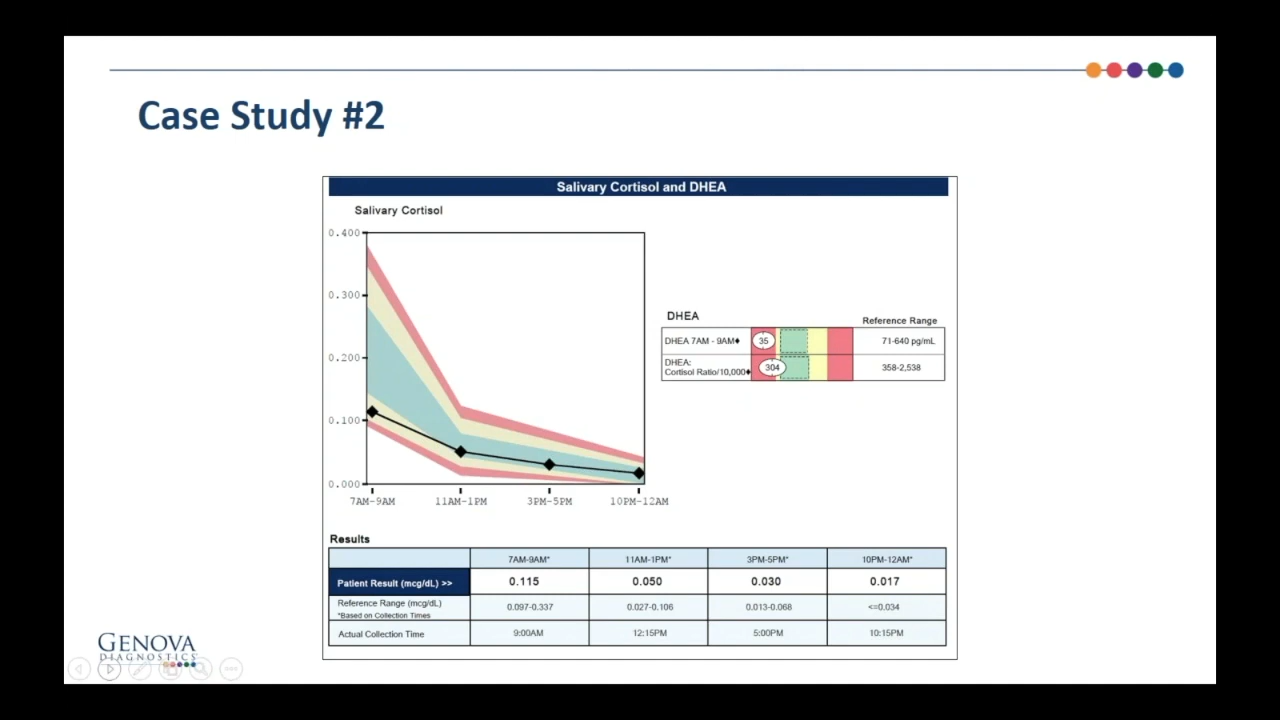 Case Study #2
Salivary Cortisol and DHEA
Salivary Cortisol
0.400
0.300
0.200
0.100
0.000
7AM-9AM 11AM-1PM 3PM-5PM 10PM-12AM
DHEA
Reference Range
DHEA 7AM - 9AM♦ 35 71-640 pg/mL
DHEA:
Cortisol Ratio/10,000♦ 304 358-2,538
Results
7AM-9AM* 11AM-1PM* 3PM-5PM* 10PM-12AM*
Patient Result (mcg/dL) >> 0.115 0.050 0.030 0.017
Reference Range (mcg/dL) 0.097-0.337 0.027-0.106 0.013-0.068 <=0.034
*Based on Collection Times
Actual Collection Time 9:00AM 12:15PM 5:00PM 10:15PM
GENOVA
DIAGNOSTICS